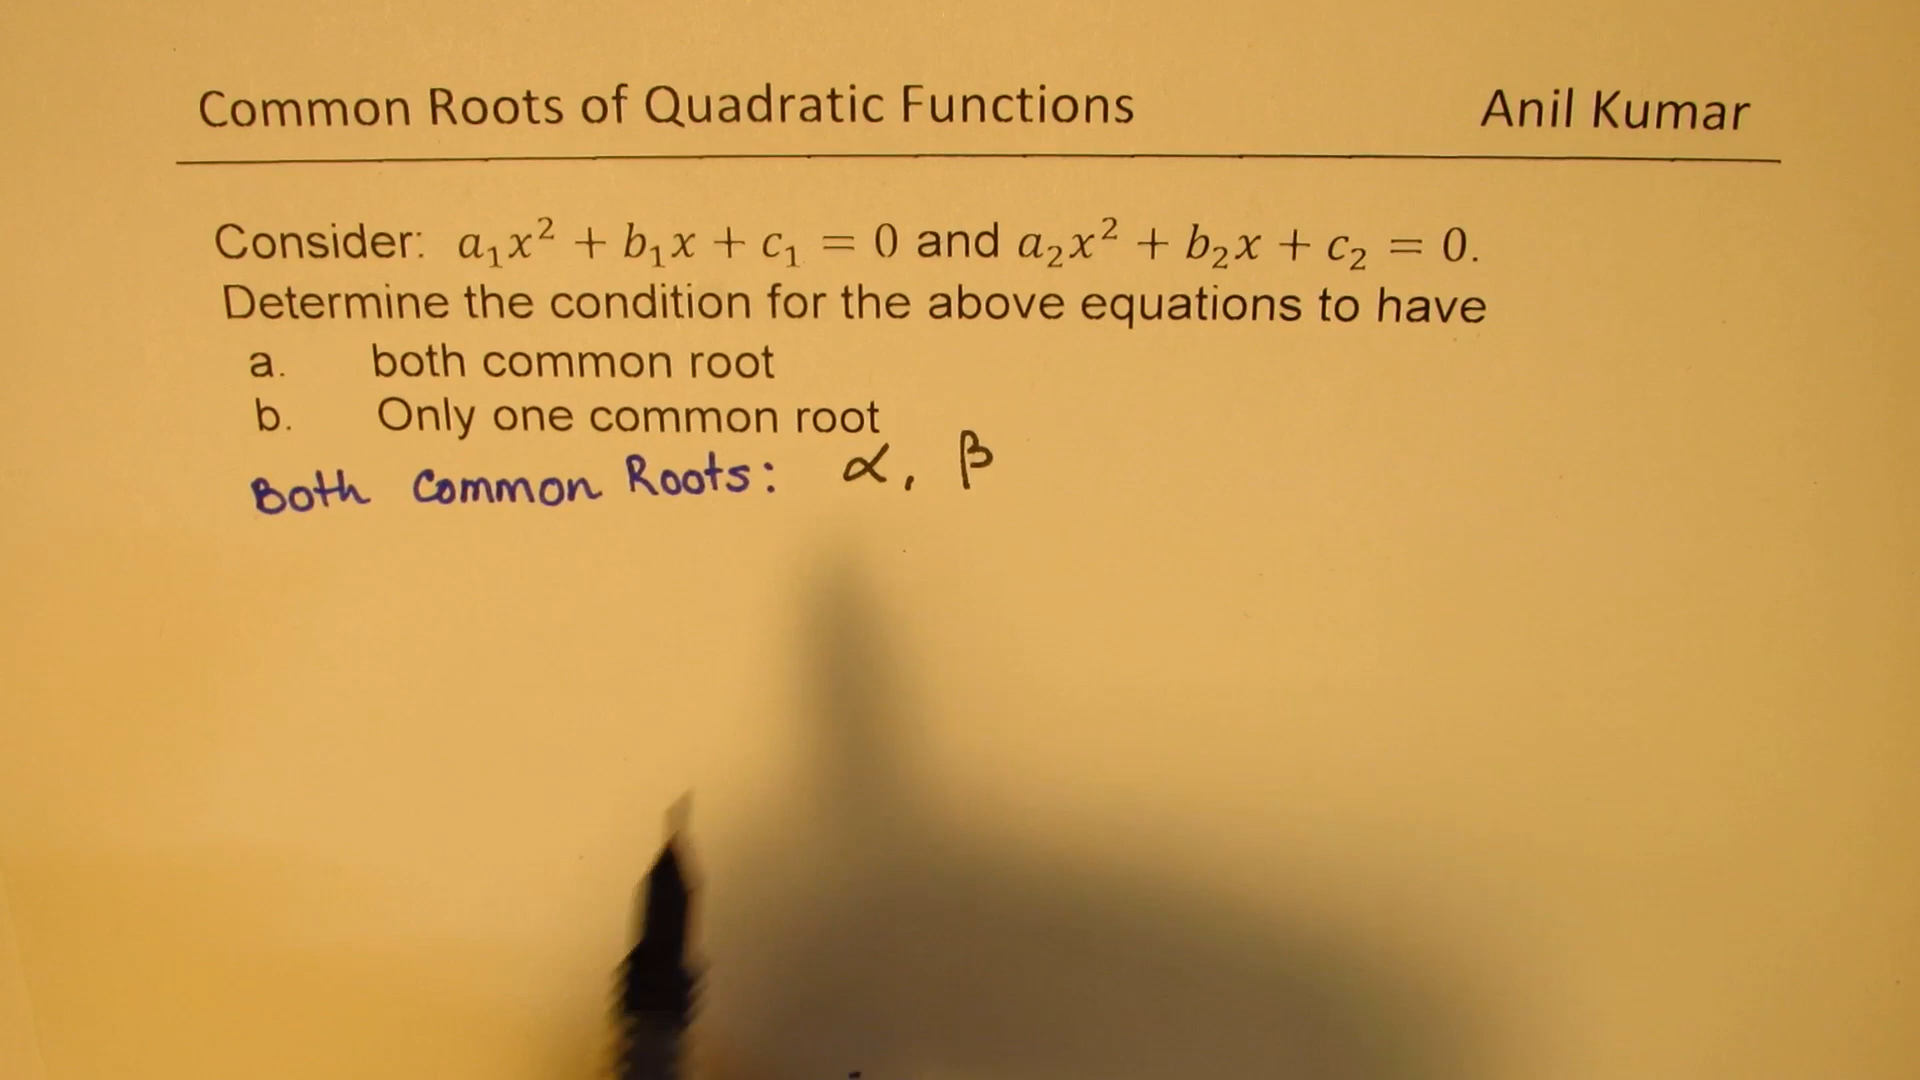 Common Roots of Quadratic Functions Anil Kumar
Consider: a₁x² + b₁x + c₁ = 0 and a₂x² + b₂x + c₂ = 0.
Determine the condition for the above equations to have
a. both common root
b. Only one common root
Both Common Roots: α, β